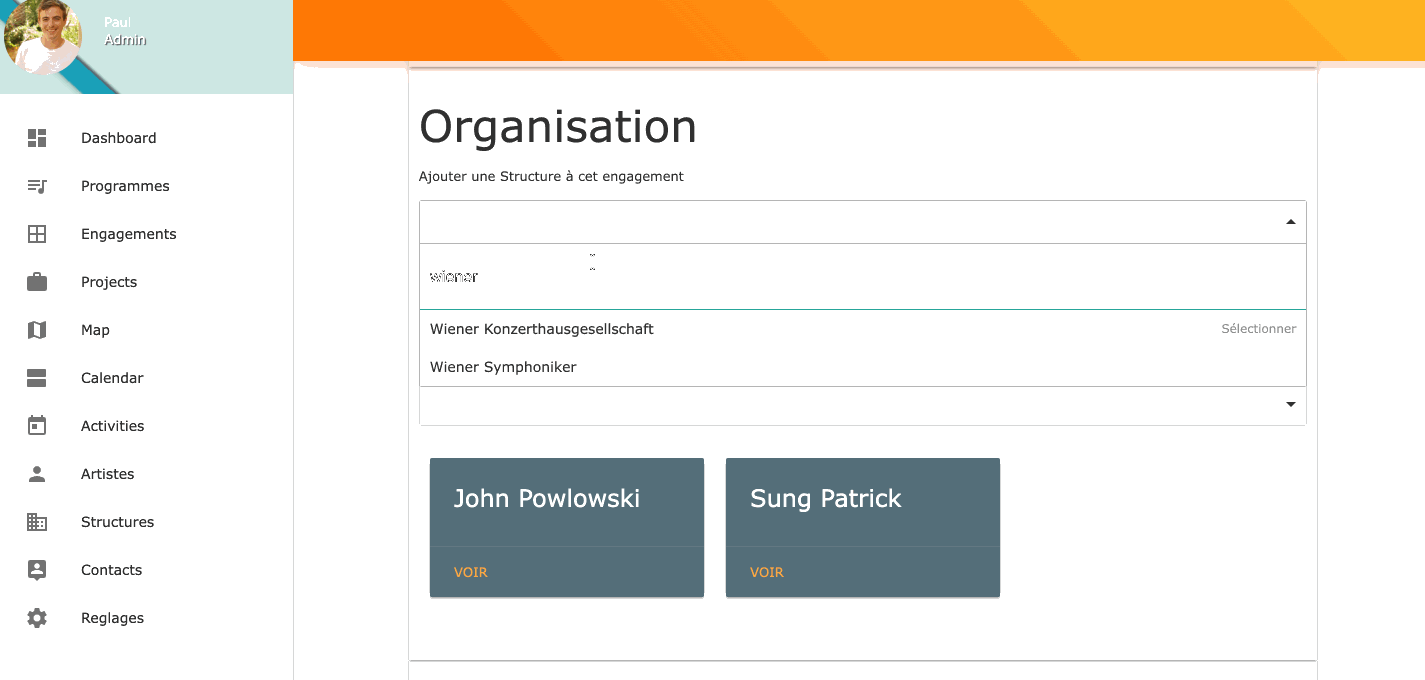 Paul
Admin
Dashboard
Programmes
Engagements
Projects
Map
Calendar
Activities
Artistes
Structures
Contacts
Reglages
Organisation
Ajouter une Structure à cet engagement
wiener
Wiener Konzerthausgesellschaft Sélectionner
Wiener Symphoniker
John Powlowski
VOIR
Sung Patrick
VOIR